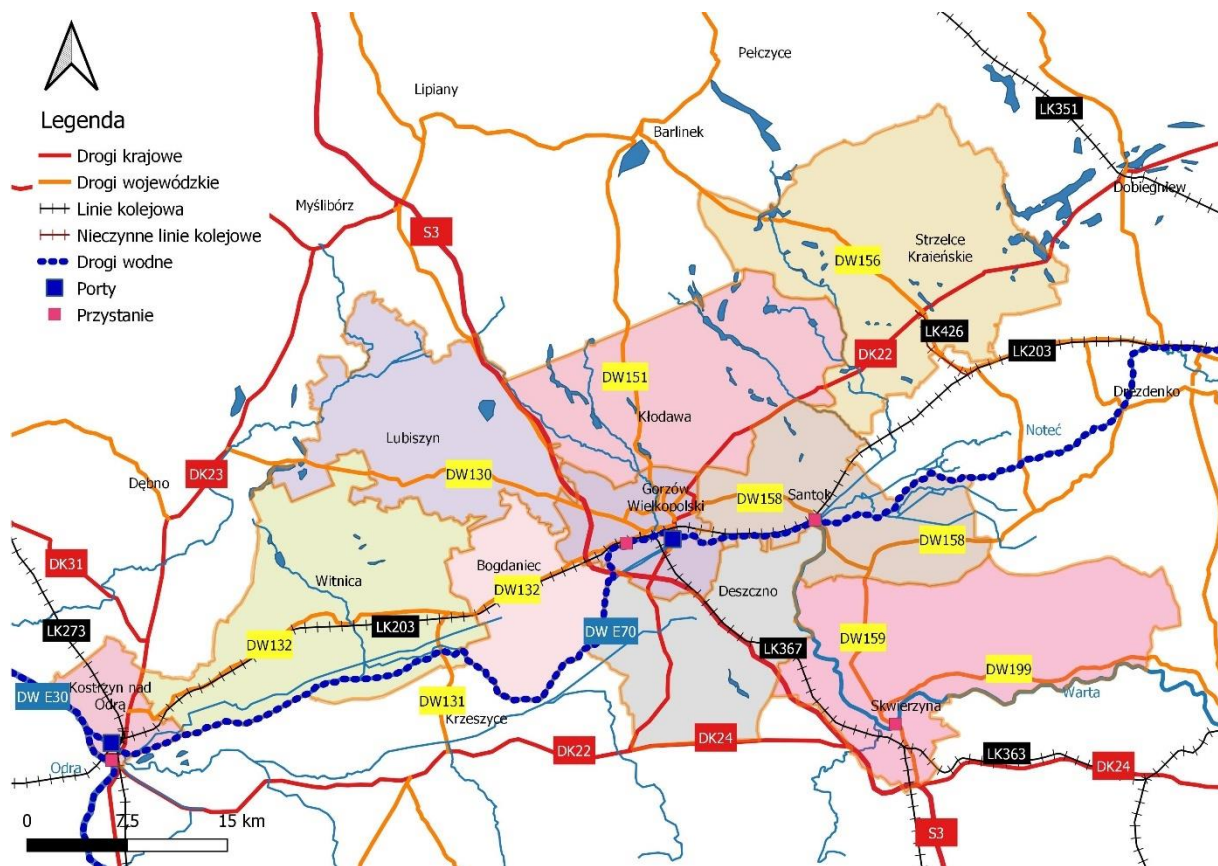 Pełczyce
Lipiany
Legenda
Drogi krajowe
Drogi wojewódzkie
Linie kolejowa
Nieczynne linie kolejowe
Drogi wodne
Porty
Przystanie
Barlinek
LK351
Dobiegniew
Myślibórz
S3
Strzelce
Kraieńskie
DW156
LK426
LK203
DK22
DW151
Drezdenko
Kłodawa
Noteć
Lubiszyn
DW130
DK23
Dębno
Gorzów
Wielkopolski
DW158
Santok
DW158
DK31
Witnica
Bogdaniec
DW132
Deszczno
LK273
LK203
DW132
DW E70
LK367
DW159
DW199
Warta
DW E30
Kostrzyn nad
Odrą
DW131
Krzeszyce
Skwierzyna
Odra
DK22
DK24
LK363
DK24
0 7.5 15 km
S3